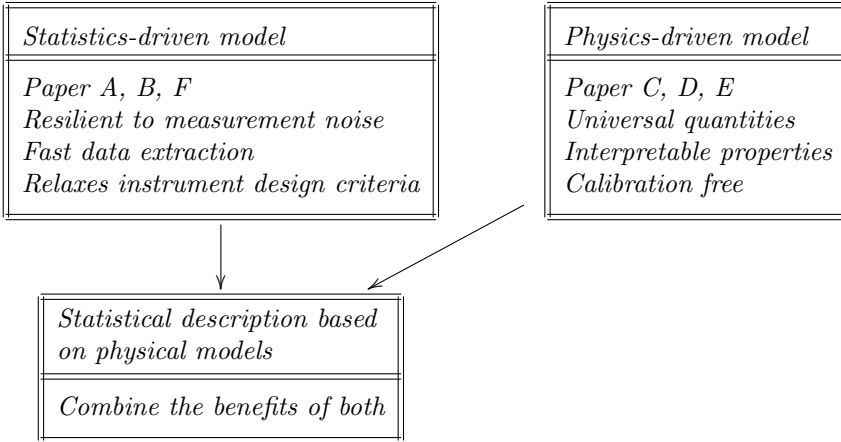 Statistics-driven model
Paper A, B, F
Resilient to measurement noise
Fast data extraction
Relaxes instrument design criteria
Physics-driven model
Paper C, D, E
Universal quantities
Interpretable properties
Calibration free
Statistical description based
on physical models
Combine the benefits of both